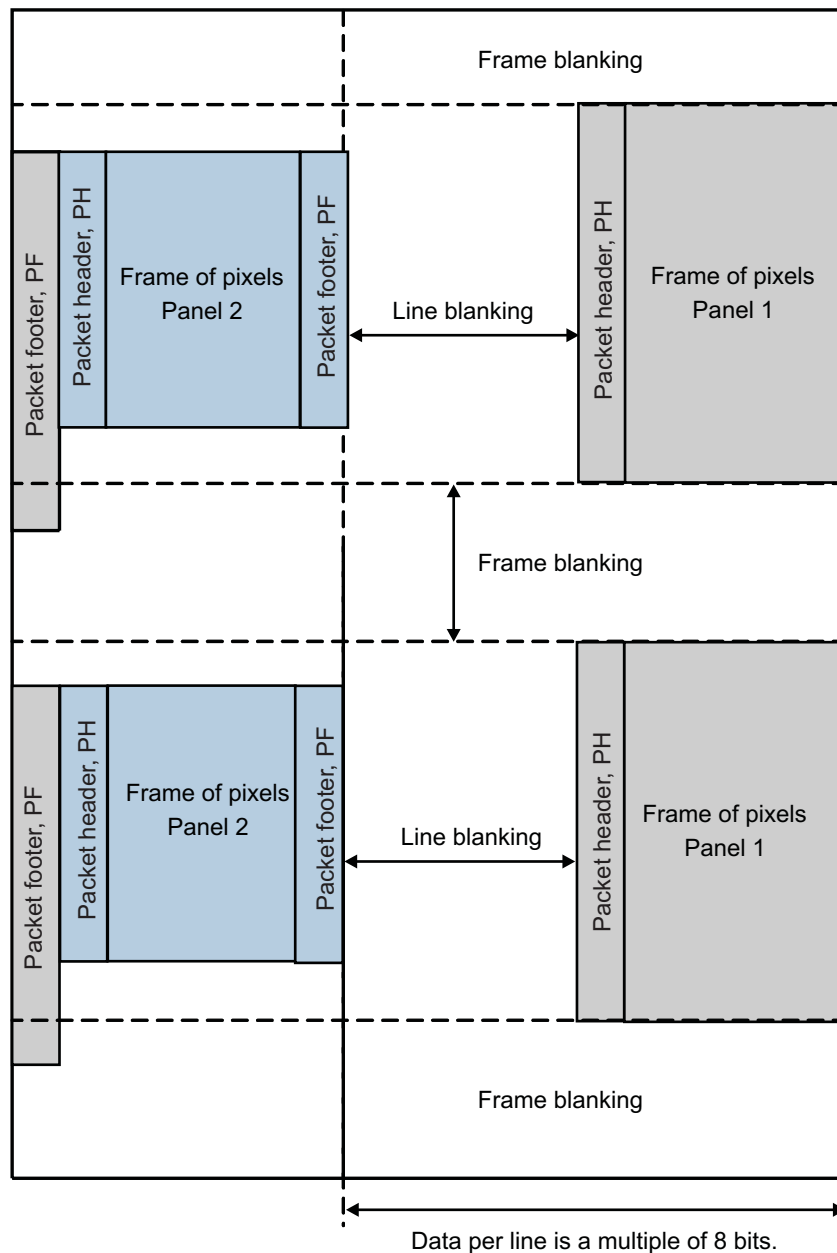 Frame blanking
Packet footer, PF
Packet header, PH
Frame of pixels
Panel 2
Packet footer, PF
Line blanking
Packet header, PH
Frame of pixels
Panel 1
Frame blanking
Packet footer, PF
Packet header, PH
Frame of pixels
Panel 2
Packet footer, PF
Line blanking
Packet header, PH
Frame of pixels
Panel 1
Frame blanking
Data per line is a multiple of 8 bits.